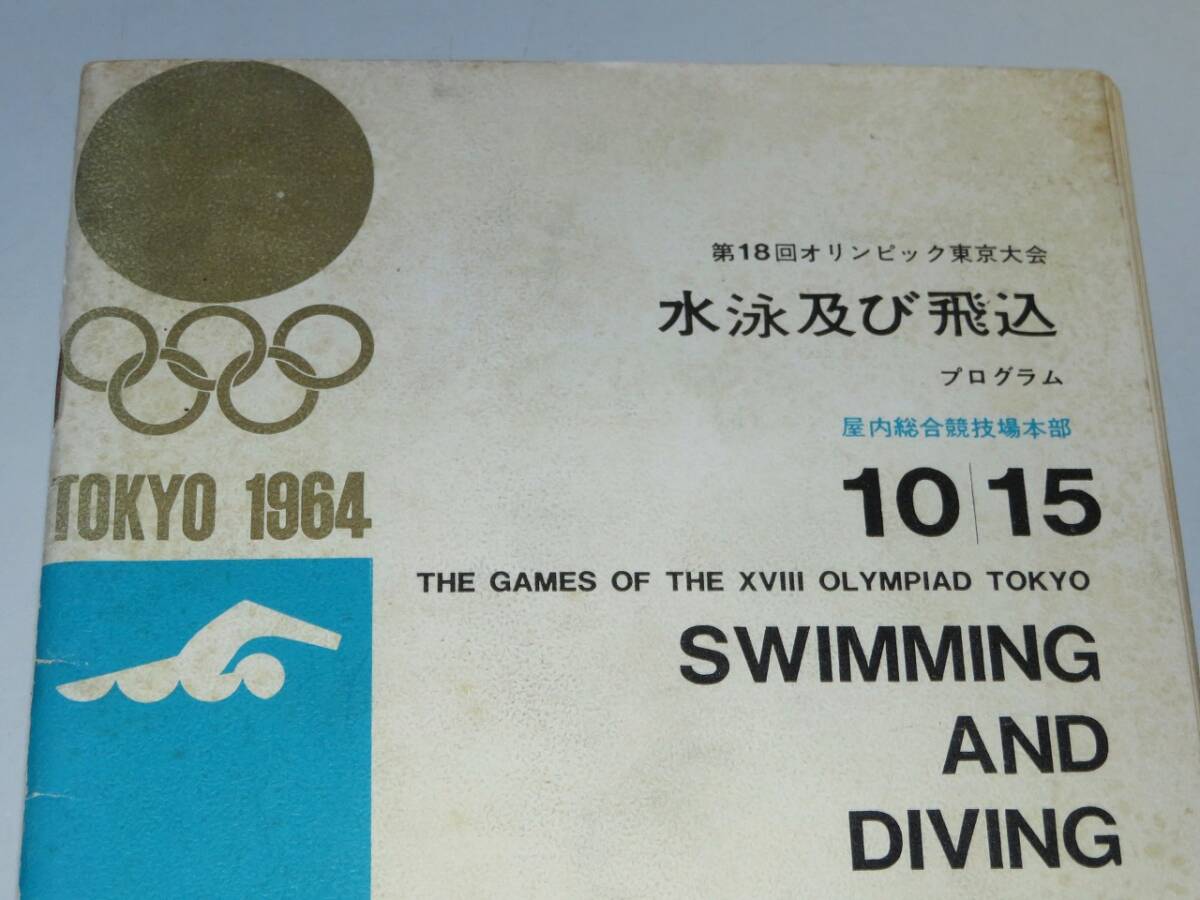 TOKYO 1964
第18回オリンピック東京大会
水泳及び飛込
プログラム
屋内総合競技場本部
10|15
THE GAMES OF THE XVIII OLYMPIAD TOKYO
SWIMMING
AND
DIVING